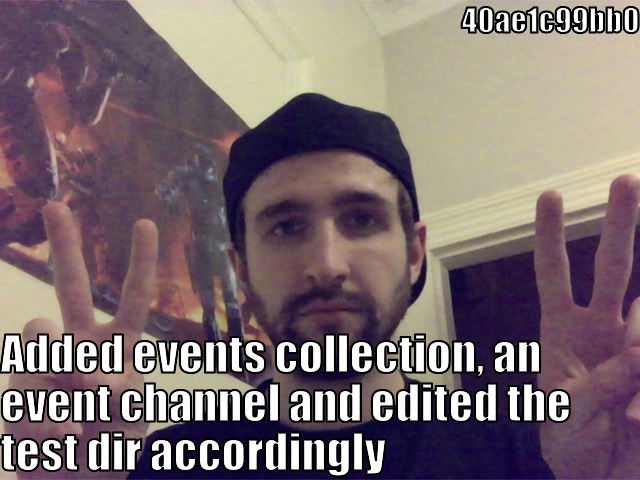 40ae1c99bb0
Added events collection, an
event channel and edited the
test dir accordingly